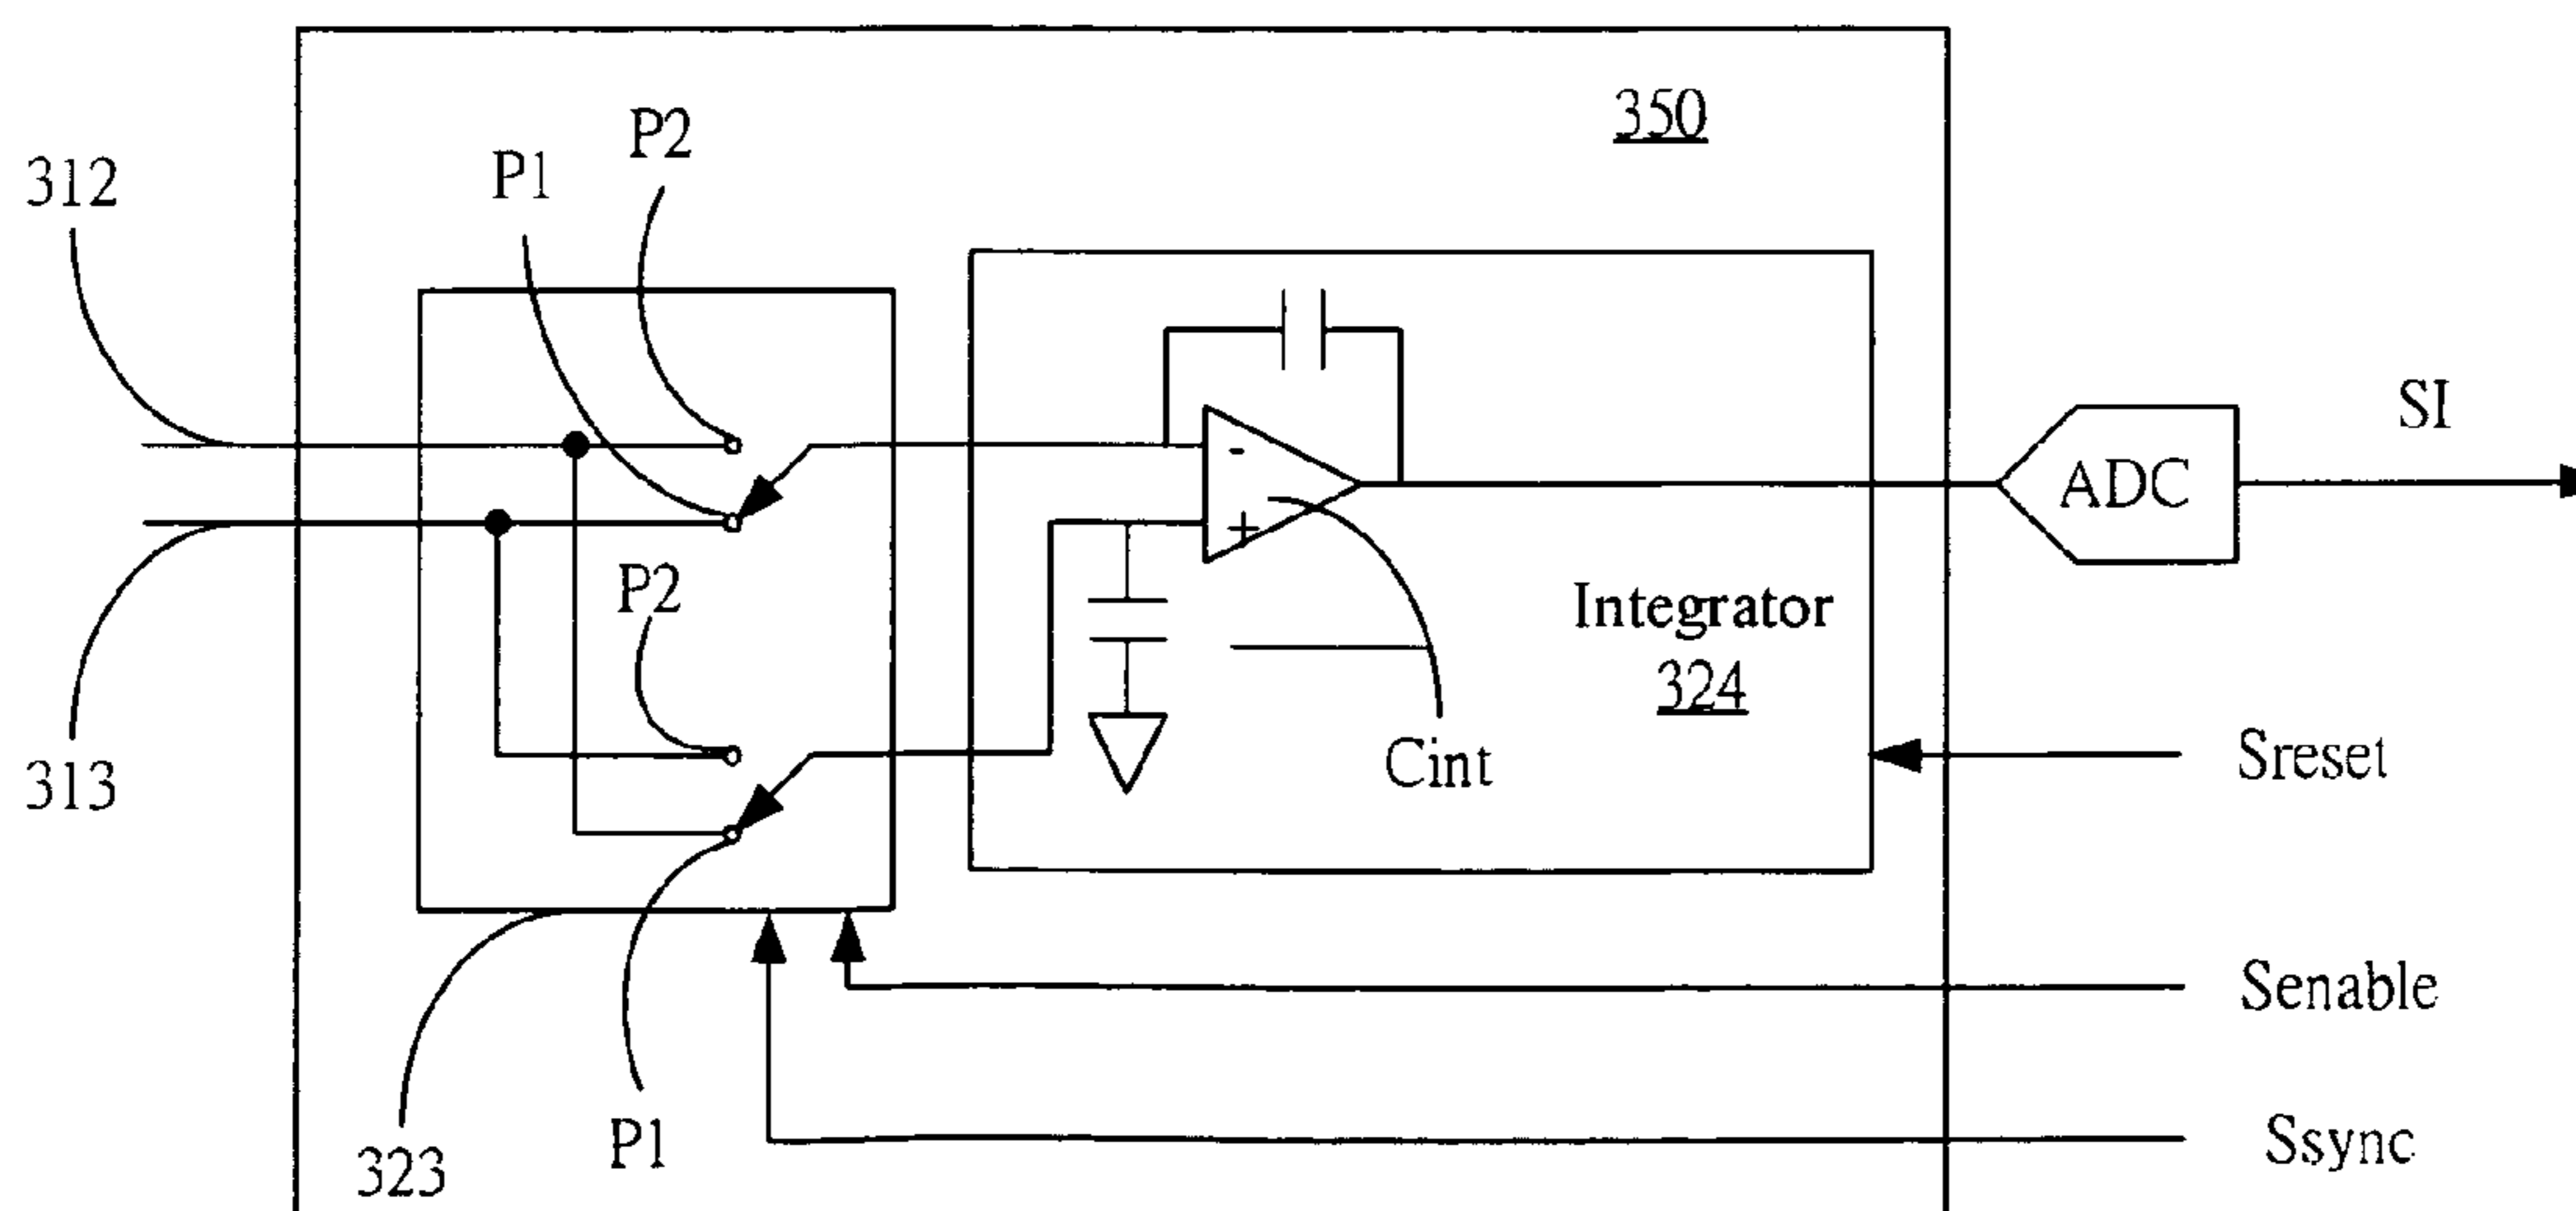 350
P2
P1
312
SI
ADC
-
+
P2
Integrator
324
Cint
Sreset
313
Senable
P1
Ssync
323